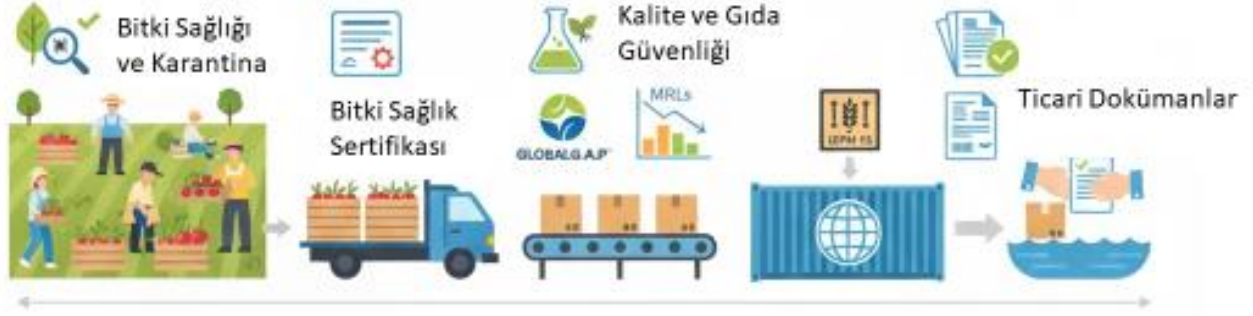 Bitki Sağlığı
ve Karantina
Bitki Sağlık
Sertifikası
Kalite ve Gıda
Güvenliği
GLOBALG.A.P
MRLs
Ticari Dokümanlar